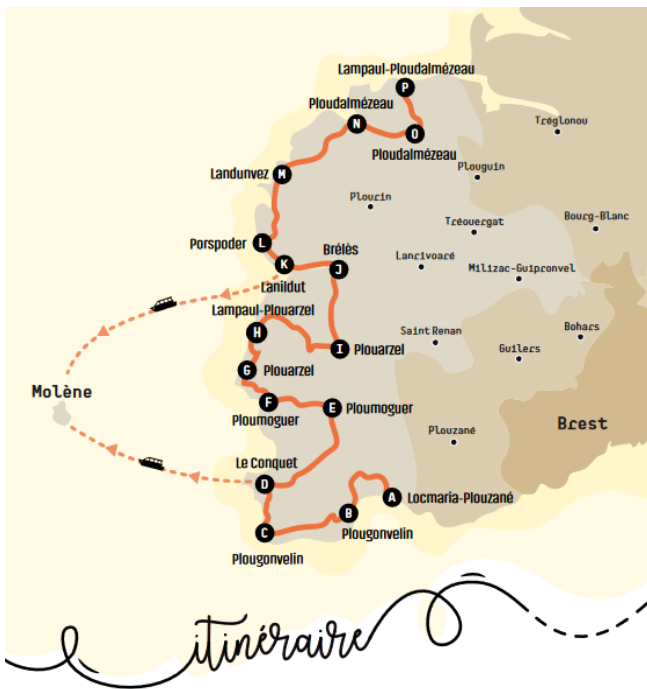 Lampaul-Ploudalmézeau
P
Ploudalmézeau
N
O
Ploudalmézeau
Tréglonou
Plouguin
Landunvez
M
Plourin
Tréouergat
Bourg-Blanc
Porspoder
L
Brélès
K
J
Lanrivoaré
Milizac-Guipronvel
Lanildut
Lampaul-Plouarzel
H
I
Plouarzel
Saint Renan
Bohars
Guilers
G
Plouarzel
Molène
F
Ploumoguer
E
Ploumoguer
Brest
Plouzané
Le Conquet
D
A
Locmaria-Plouzané
B
Plougonvelin
C
Plougonvelin
itinéraire